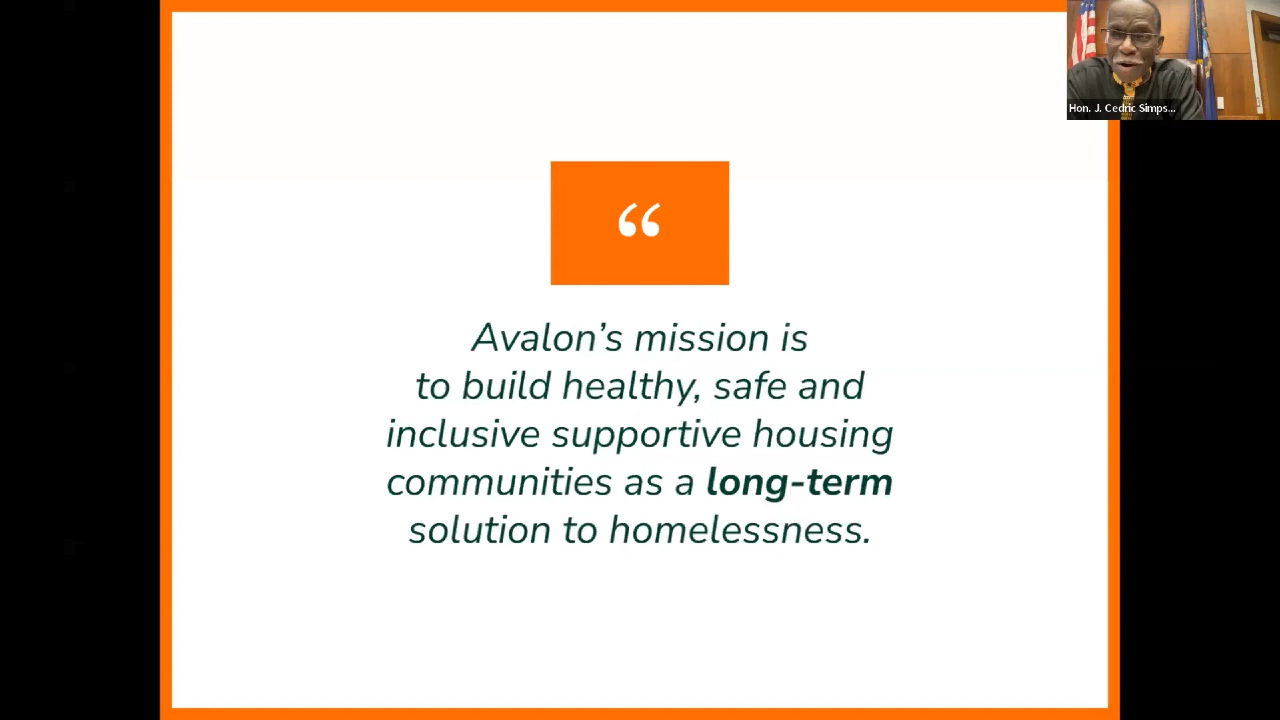 Hon. J. Cedric Simps...
“
Avalon’s mission is
to build healthy, safe and
inclusive supportive housing
communities as a long-term
solution to homelessness.